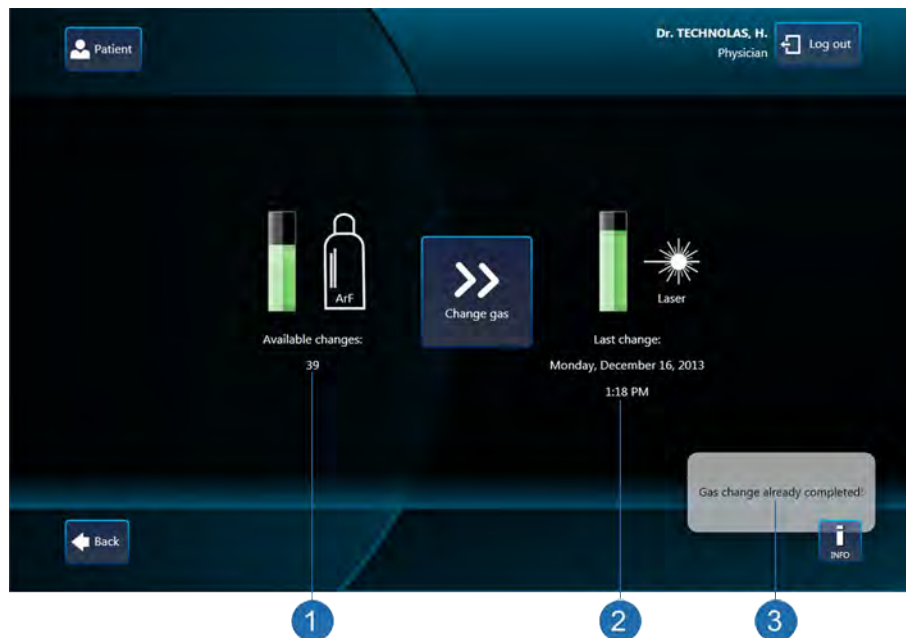 Patient
Dr. TECHNOLAS, H.
Physician
Log out
ArF
Available changes:
39
Change gas
Laser
Last change:
Monday, December 16, 2013
1:18 PM
Gas change already completed!
Back
INFO
1
2
3